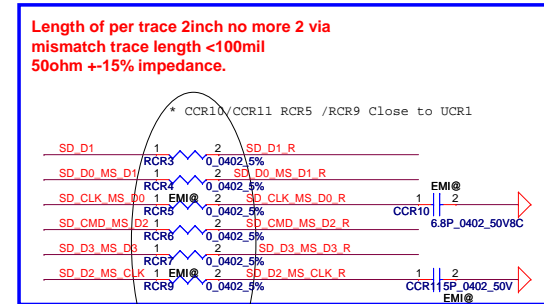 Length of per trace 2inch no more 2 via
mismatch trace length <100mil
50ohm +-15% impedance.
* CCR10/CCR11 RCR5 /RCR9 Close to UCR1
SD_D1 1 2 SD_D1_R
RCR3 0_0402_5%
SD_D0_MS_D1 1 2 SD_D0_MS_D1_R
RCR4 0_0402_5% EMI@
SD_CLK_MS_D0 1 EMI@ 2 SD_CLK_MS_D0_R 1 2
RCR5 0_0402_5% CCR10 6.8P_0402_50V8C
SD_CMD_MS_D2 1 2 SD_CMD_MS_D2_R
RCR6 0_0402_5%
SD_D3_MS_D3 1 2 SD_D3_MS_D3_R
RCR7 0_0402_5%
SD_D2_MS_CLK 1 EMI@ 2 SD_D2_MS_CLK_R 1 2
RCR9 0_0402_5% CCR115P_0402_50V
EMI@